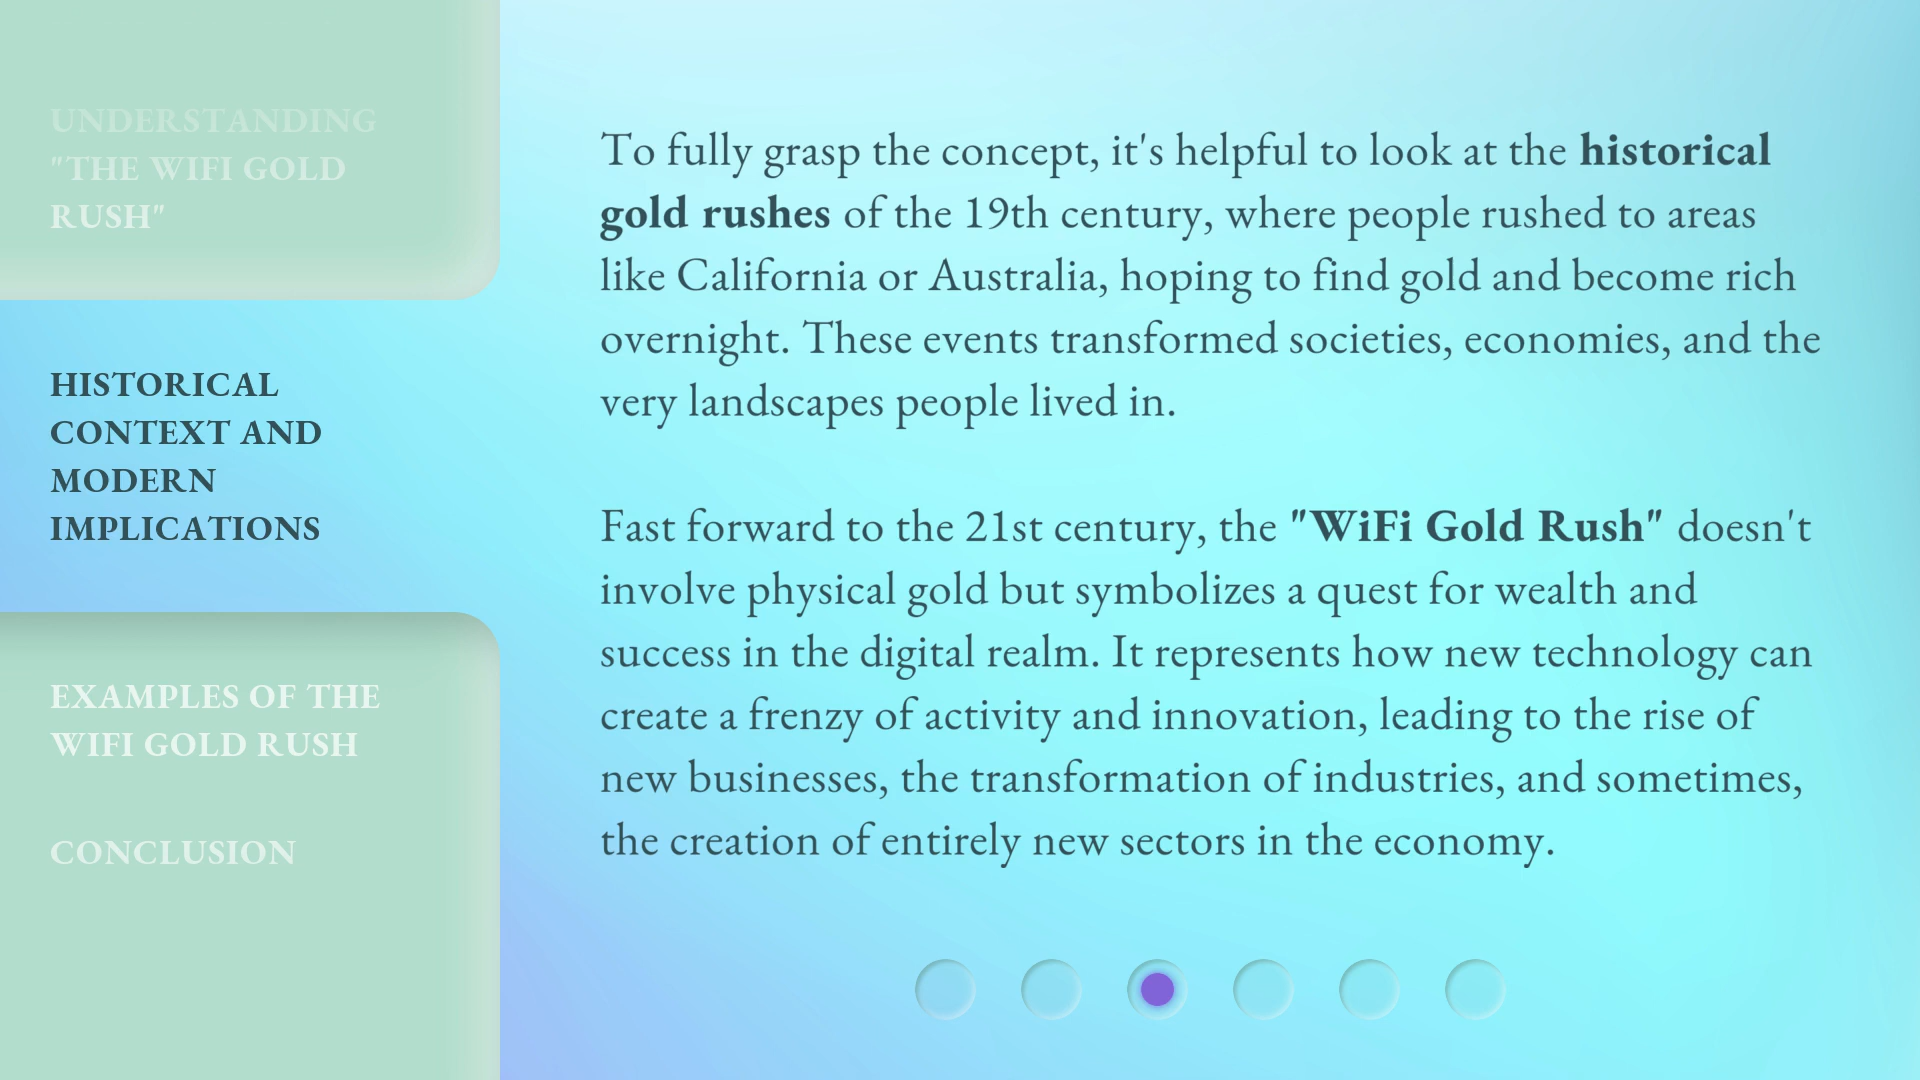 UNDERSTANDING
"THE WIFI GOLD
RUSH"
HISTORICAL
CONTEXT AND
MODERN
IMPLICATIONS
EXAMPLES OF THE
WIFI GOLD RUSH
CONCLUSION
To fully grasp the concept, it's helpful to look at the historical
gold rushes of the 19th century, where people rushed to areas
like California or Australia, hoping to find gold and become rich
overnight. These events transformed societies, economies, and the
very landscapes people lived in.
Fast forward to the 21st century, the "WiFi Gold Rush" doesn't
involve physical gold but symbolizes a quest for wealth and
success in the digital realm. It represents how new technology can
create a frenzy of activity and innovation, leading to the rise of
new businesses, the transformation of industries, and sometimes,
the creation of entirely new sectors in the economy.